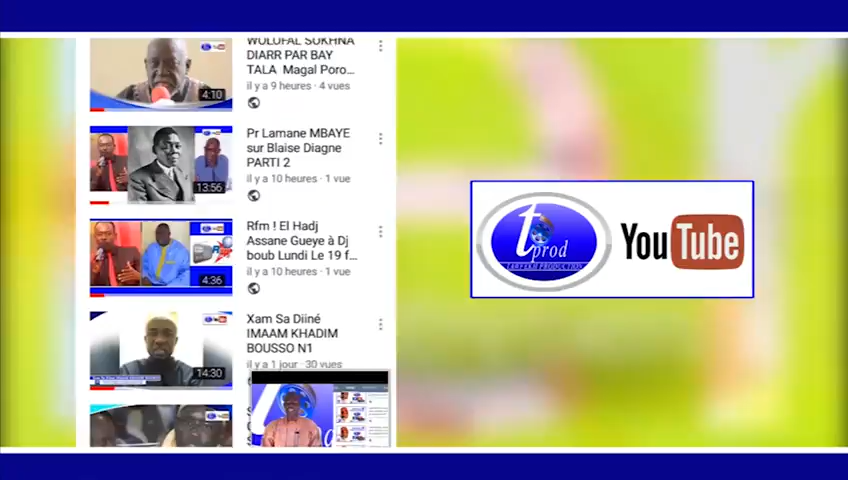 WOLOFAL SOKHNA
DIARR PAR BAY
TALA Magal Poro...
il y a 9 heures · 4 vues
4:10
Pr Lamane MBAYE
sur Blaise Diagne
PARTI 2
il y a 10 heures · 1 vue
13:56
Rfm ! El Hadj
Assane Gueye à Dj
boub Lundi Le 19 f...
il y a 10 heures · 1 vue
4:36
Xam Sa Diiné
IMAAM KHADIM
BOUSSO N1
il y a 1 jour · 30 vues
14:30
tprod
YouTube